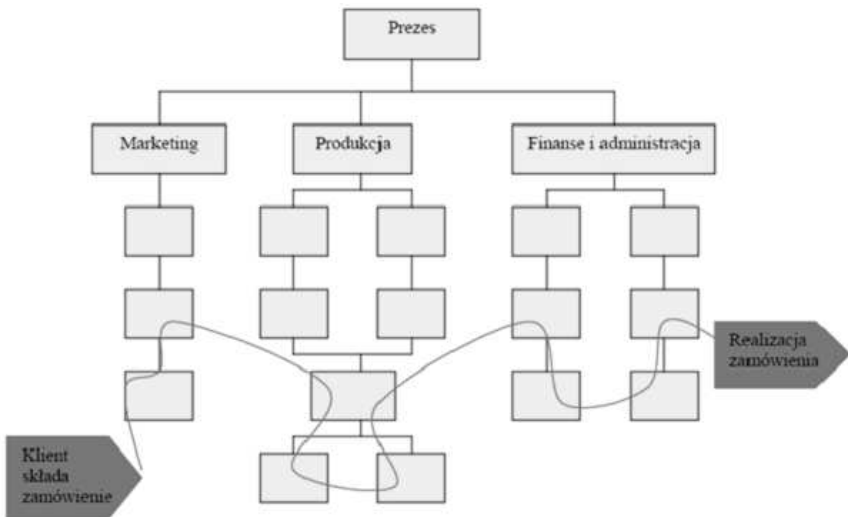 Prezes
Marketing
Produkcja
Finanse i administracja
Realizacja
zamówienia
Klient
składa
zamówienie